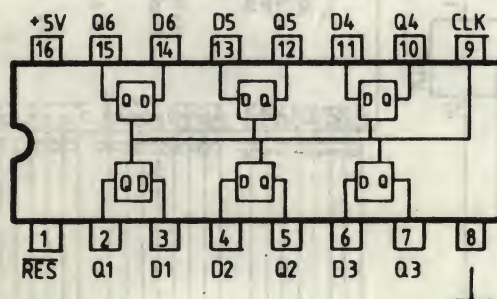 +5V Q6 D6 D5 Q5 D4 Q4 CLK
16 15 14 13 12 11 10 9
Q D D Q D Q
Q D D Q D Q
1 2 3 4 5 6 7 8
R̅E̅S̅ Q1 D1 D2 Q2 D3 Q3